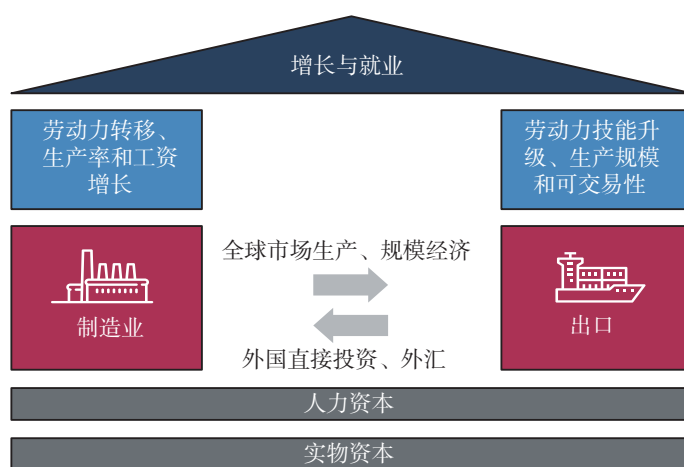 增长与就业
劳动力转移、
生产率和工资
增长
劳动力技能升
级、生产规模
和可交易性
全球市场生产、规模经济
制造业
出口
外国直接投资、外汇
人力资本
实物资本